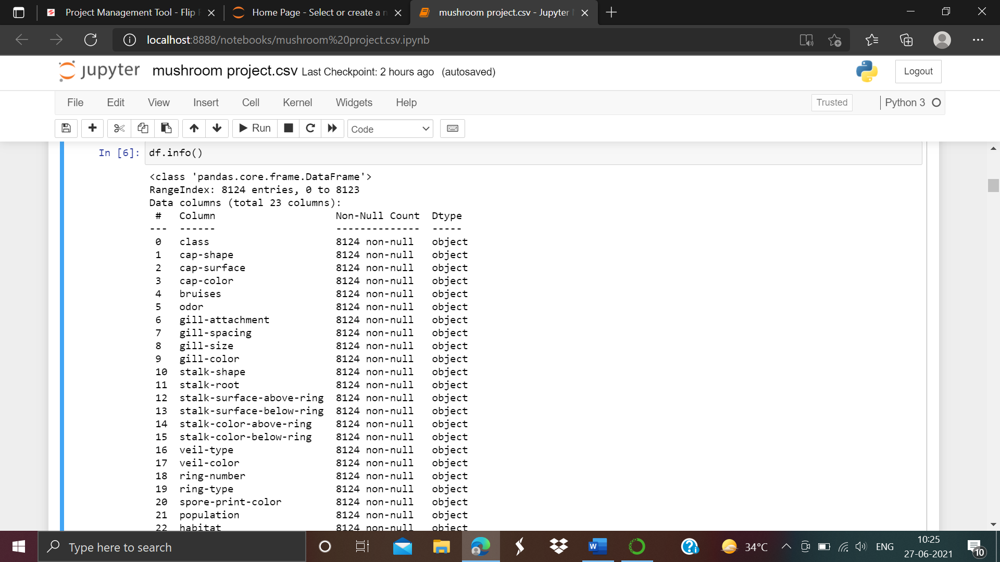 Project Management Tool - Flip
Home Page - Select or create a n
mushroom project.csv - Jupyter
localhost:8888/notebooks/mushroom%20project.csv.ipynb
jupyter mushroom project.csv Last Checkpoint: 2 hours ago (autosaved)
Logout
File Edit View Insert Cell Kernel Widgets Help
Trusted
Python 3
Run
Code
In [6]: df.info()
<class 'pandas.core.frame.DataFrame'>
RangeIndex: 8124 entries, 0 to 8123
Data columns (total 23 columns):
# Column Non-Null Count Dtype
--- ------ -------------- -----
0 class 8124 non-null object
1 cap-shape 8124 non-null object
2 cap-surface 8124 non-null object
3 cap-color 8124 non-null object
4 bruises 8124 non-null object
5 odor 8124 non-null object
6 gill-attachment 8124 non-null object
7 gill-spacing 8124 non-null object
8 gill-size 8124 non-null object
9 gill-color 8124 non-null object
10 stalk-shape 8124 non-null object
11 stalk-root 8124 non-null object
12 stalk-surface-above-ring 8124 non-null object
13 stalk-surface-below-ring 8124 non-null object
14 stalk-color-above-ring 8124 non-null object
15 stalk-color-below-ring 8124 non-null object
16 veil-type 8124 non-null object
17 veil-color 8124 non-null object
18 ring-number 8124 non-null object
19 ring-type 8124 non-null object
20 spore-print-color 8124 non-null object
21 population 8124 non-null object
22 habitat 8124 non-null object
Type here to search
W
34°C
ENG
10:25
27-06-2021
10